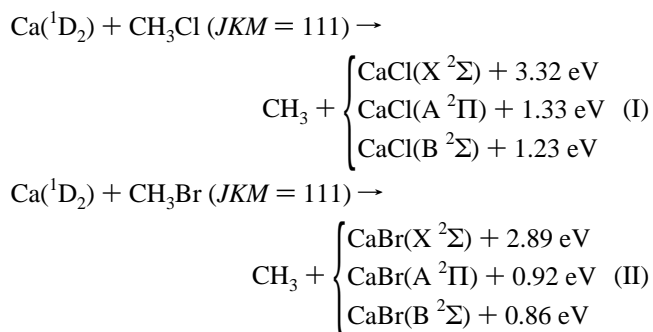 Ca(¹D₂) + CH₃Cl (JKM = 111) →
CaCl(X ²Σ) + 3.32 eV
CH₃ + { CaCl(A ²Π) + 1.33 eV (I)
CaCl(B ²Σ) + 1.23 eV
Ca(¹D₂) + CH₃Br (JKM = 111) →
CaBr(X ²Σ) + 2.89 eV
CH₃ + { CaBr(A ²Π) + 0.92 eV (II)
CaBr(B ²Σ) + 0.86 eV